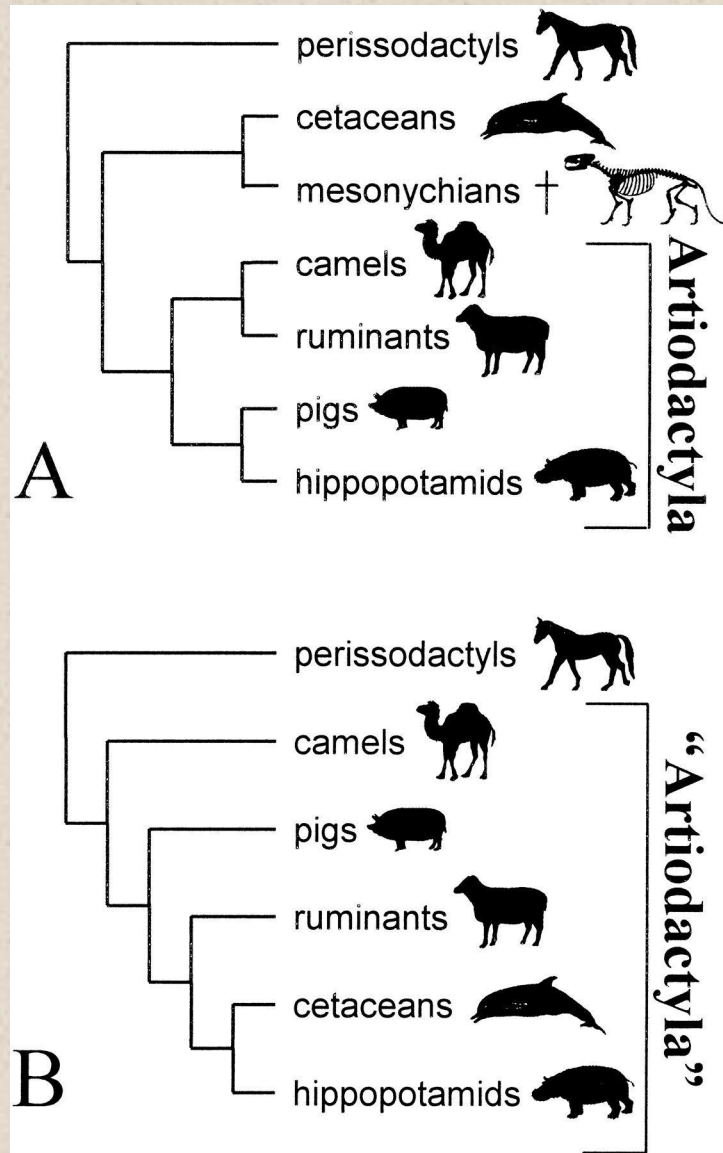 perissodactyls
cetaceans
mesonychians †
camels
ruminants
pigs
hippopotamids
Artiodactyla
A
perissodactyls
camels
pigs
ruminants
cetaceans
hippopotamids
“Artiodactyla”
B